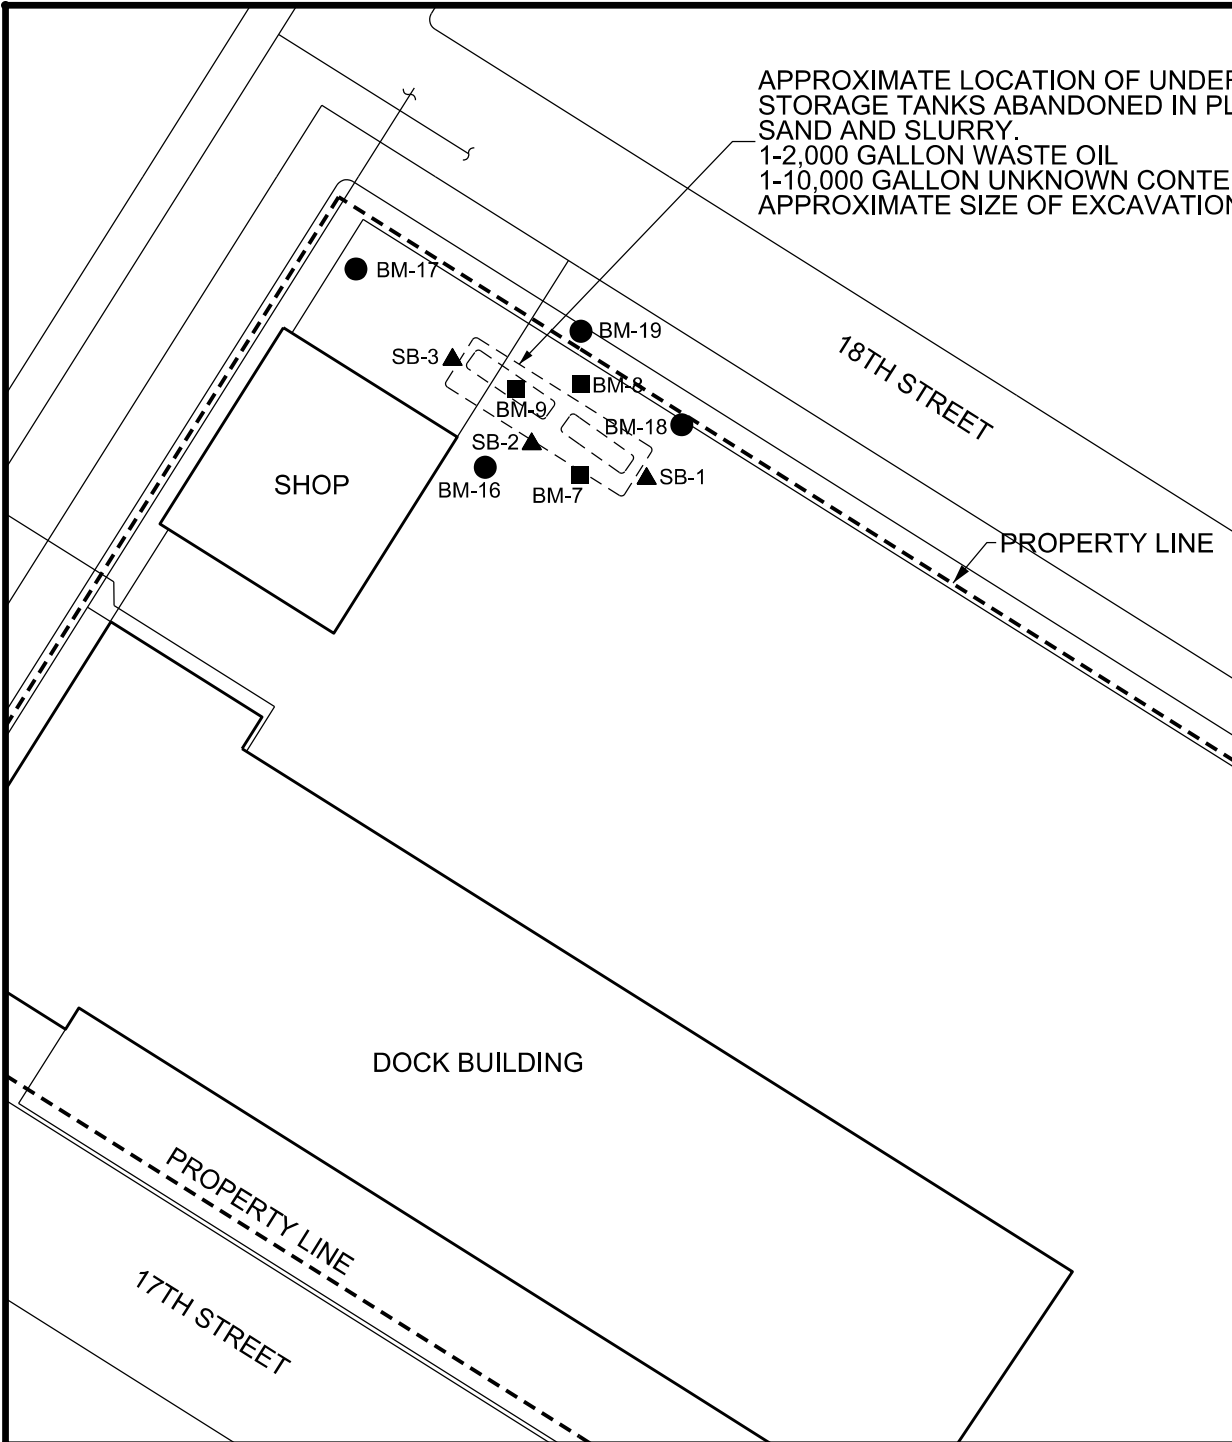 APPROXIMATE LOCATION OF UNDER
STORAGE TANKS ABANDONED IN PL
SAND AND SLURRY.
1-2,000 GALLON WASTE OIL
1-10,000 GALLON UNKNOWN CONTE
APPROXIMATE SIZE OF EXCAVATION
BM-17
BM-19
18TH STREET
SB-3
BM-8
BM-9
BM-18
SB-2
SHOP
BM-16
BM-7
SB-1
PROPERTY LINE
DOCK BUILDING
PROPERTY LINE
17TH STREET